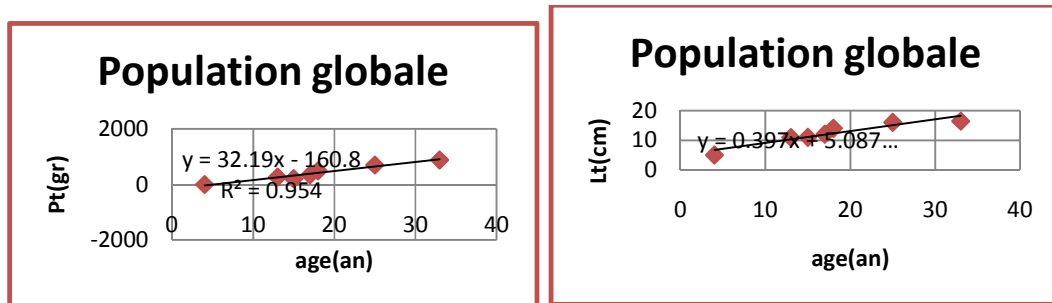 Population globale
2000
y = 32.19x - 160.8
0
R² = 0.954
-2000
0 10 20 30 40
Pt(gr)
age(an)
Population globale
20
10
y = 0.397x + 5.087…
0
0 10 20 30 40
Lt(cm)
age(an)